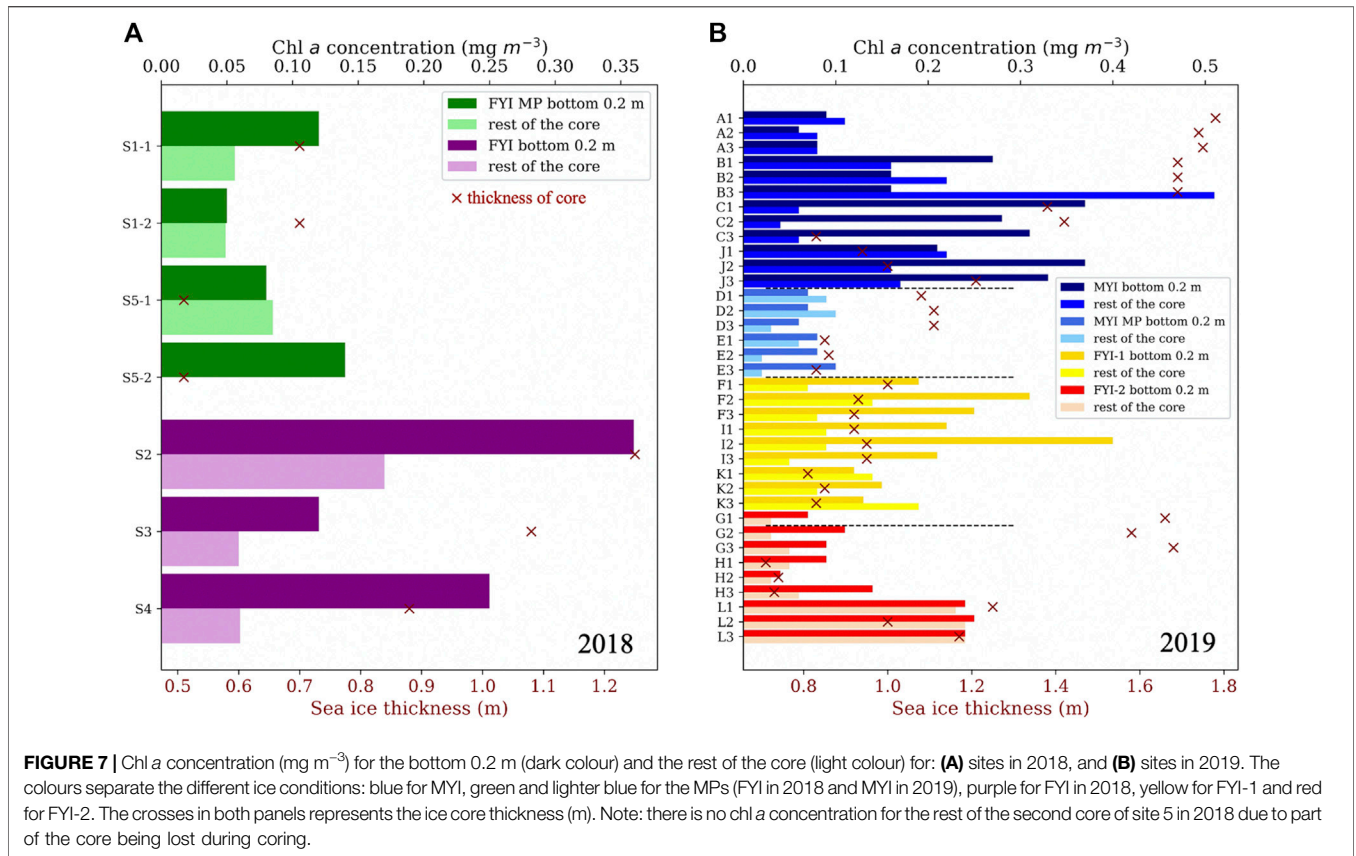 A
Chl a concentration (mg m−3)
0.00 0.05 0.10 0.15 0.20 0.25 0.30 0.35
FYI MP bottom 0.2 m
rest of the core
FYI bottom 0.2 m
rest of the core
× thickness of core
S1-1
S1-2
S5-1
S5-2
S2
S3
S4
2018
0.5 0.6 0.7 0.8 0.9 1.0 1.1 1.2
Sea ice thickness (m)
B
Chl a concentration (mg m−3)
0.0 0.1 0.2 0.3 0.4 0.5
A1
A2
A3
B1
B2
B3
C1
C2
C3
J1
J2
J3
D1
D2
D3
E1
E2
E3
F1
F2
F3
I1
I2
I3
K1
K2
K3
G1
G2
G3
H1
H2
H3
L1
L2
L3
MYI bottom 0.2 m
rest of the core
MYI MP bottom 0.2 m
rest of the core
FYI-1 bottom 0.2 m
rest of the core
FYI-2 bottom 0.2 m
rest of the core
2019
0.8 1.0 1.2 1.4 1.6 1.8
Sea ice thickness (m)
FIGURE 7 | Chl a concentration (mg m−3) for the bottom 0.2 m (dark colour) and the rest of the core (light colour) for: (A) sites in 2018, and (B) sites in 2019. The
colours separate the different ice conditions: blue for MYI, green and lighter blue for the MPs (FYI in 2018 and MYI in 2019), purple for FYI in 2018, yellow for FYI-1 and red
for FYI-2. The crosses in both panels represents the ice core thickness (m). Note: there is no chl a concentration for the rest of the second core of site 5 in 2018 due to part
of the core being lost during coring.